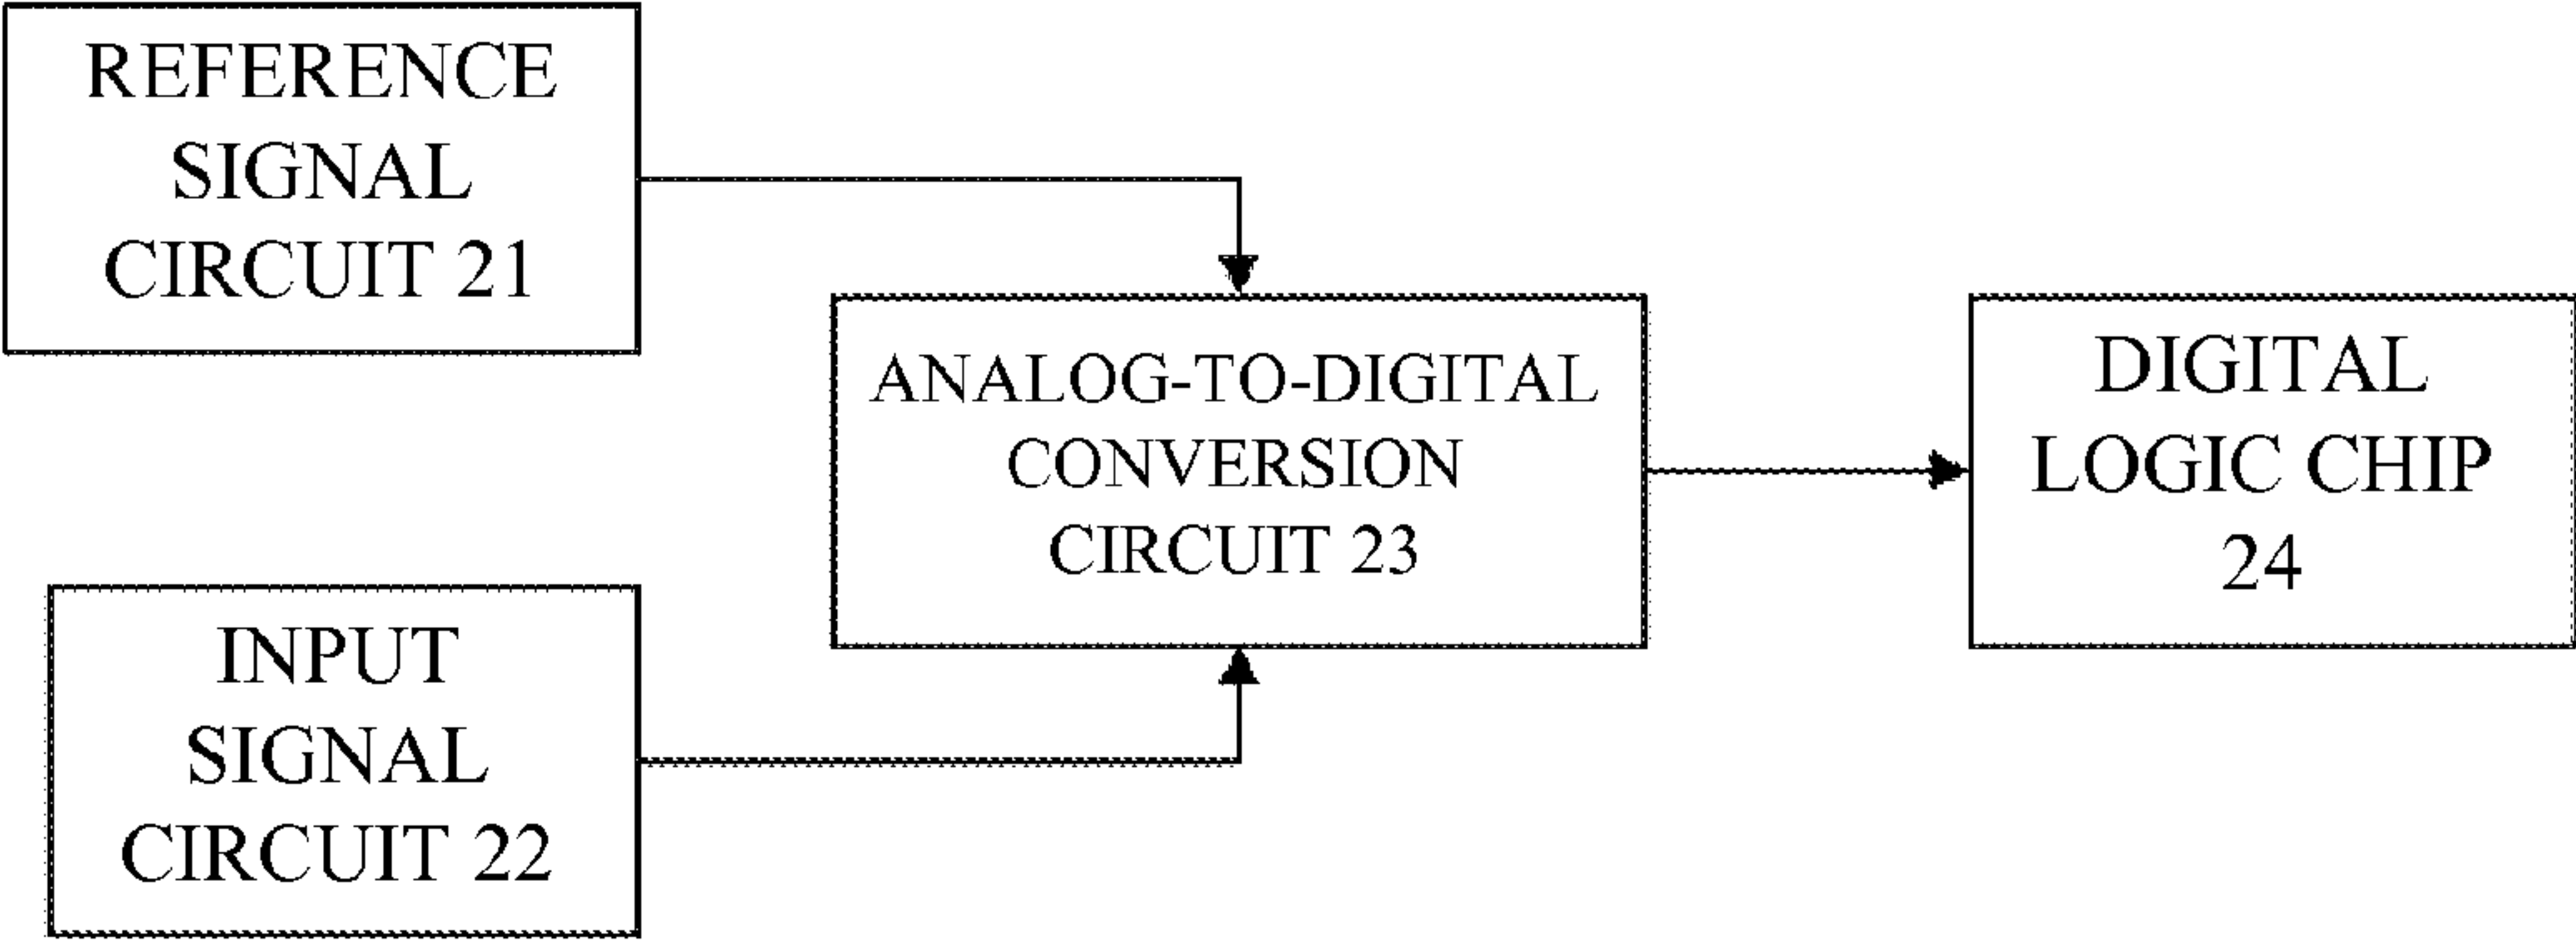 REFERENCE
SIGNAL
CIRCUIT 21
ANALOG-TO-DIGITAL
CONVERSION
CIRCUIT 23
DIGITAL
LOGIC CHIP
24
INPUT
SIGNAL
CIRCUIT 22